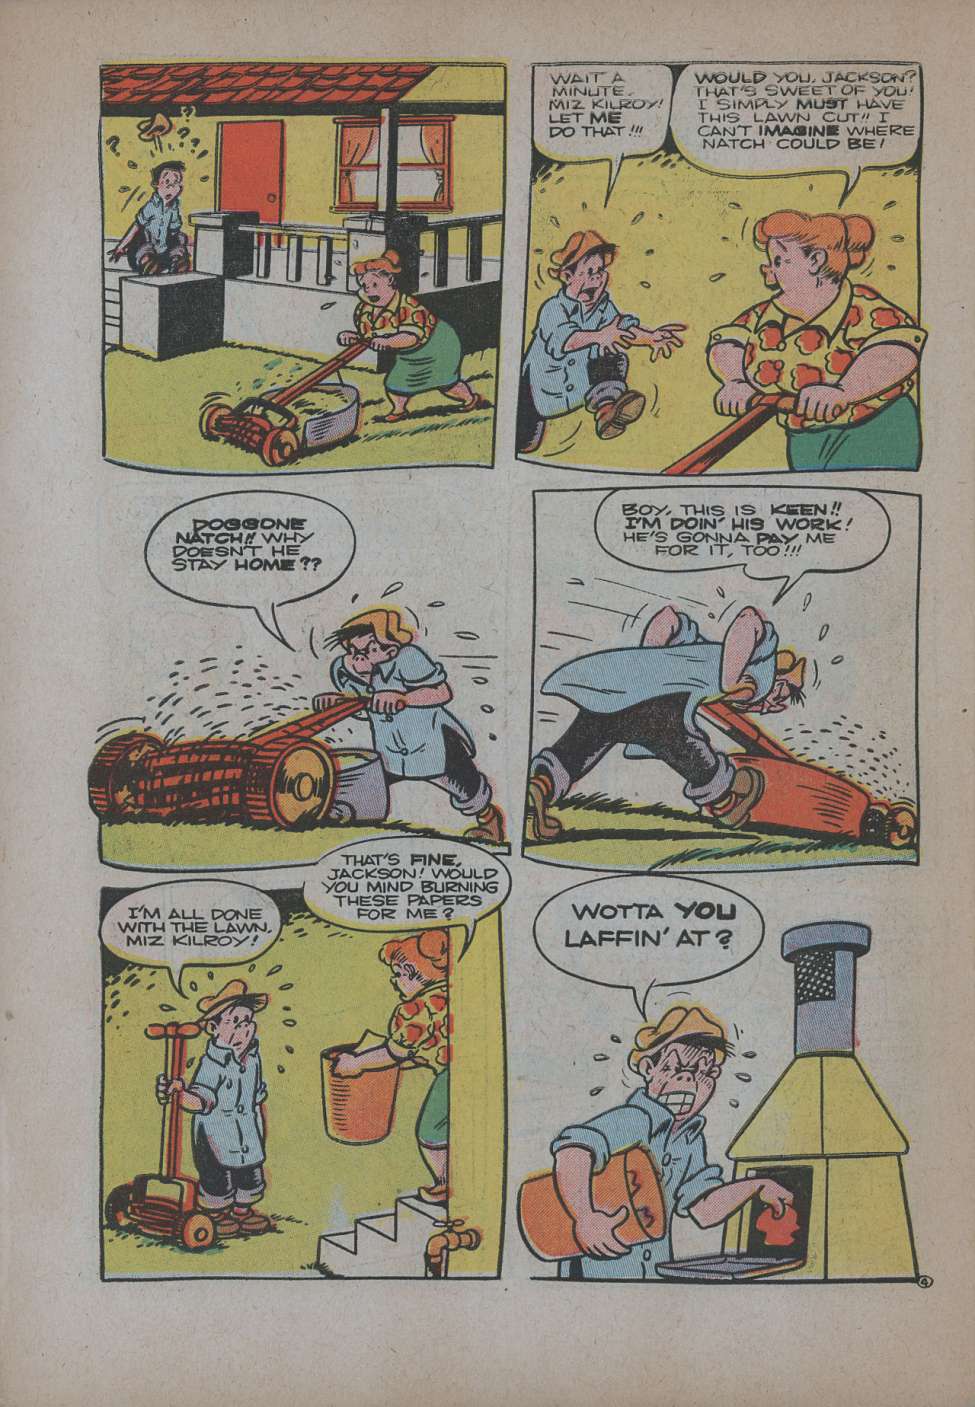 ?
?
?
?
WAIT A
MINUTE,
MIZ KILROY!
LET ME
DO THAT!!!
WOULD YOU, JACKSON?
THAT'S SWEET OF YOU!
I SIMPLY MUST HAVE
THIS LAWN CUT!! I
CAN'T IMAGINE WHERE
NATCH COULD BE!
DOGGONE
NATCH!! WHY
DOESN'T HE
STAY HOME??
BOY, THIS IS KEEN!!
I'M DOIN' HIS WORK!
HE'S GONNA PAY ME
FOR IT, TOO!!!
I'M ALL DONE
WITH THE LAWN,
MIZ KILROY!
THAT'S FINE,
JACKSON! WOULD
YOU MIND BURNING
THESE PAPERS
FOR ME?
WOTTA YOU
LAFFIN' AT?
4